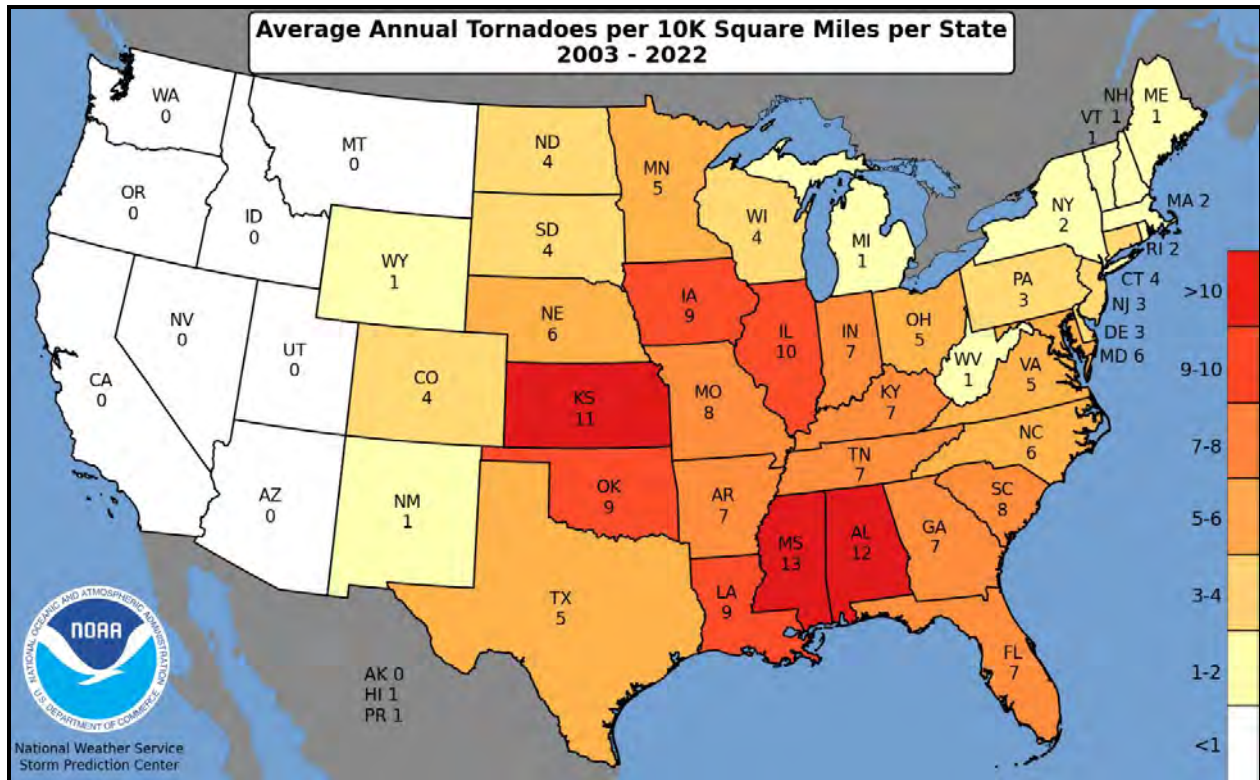 Average Annual Tornadoes per 10K Square Miles per State
2003 - 2022
WA
0
OR
0
CA
0
NV
0
ID
0
MT
0
WY
1
UT
0
AZ
0
CO
4
NM
1
ND
4
SD
4
NE
6
KS
11
OK
9
TX
5
MN
5
IA
9
MO
8
AR
7
LA
9
WI
4
IL
10
MI
1
IN
7
OH
5
KY
7
TN
7
MS
13
AL
12
GA
7
FL
7
SC
8
NC
6
VA
5
WV
1
PA
3
NY
2
VT
1
NH
1
ME
1
MA 2
RI 2
CT 4
NJ 3
DE 3
MD 6
AK 0
HI 1
PR 1
>10
9-10
7-8
5-6
3-4
1-2
<1
NATIONAL OCEANIC AND ATMOSPHERIC ADMINISTRATION
NOAA
U.S. DEPARTMENT OF COMMERCE
National Weather Service
Storm Prediction Center